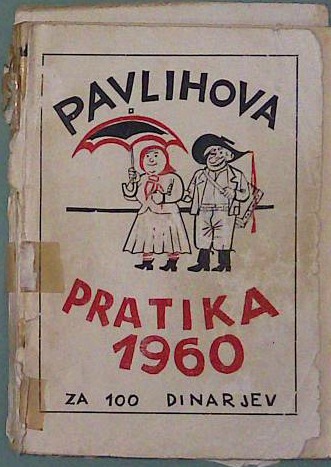 PAVLIHOVA
PRATIKA
1960
ZA 100 DINARJEV